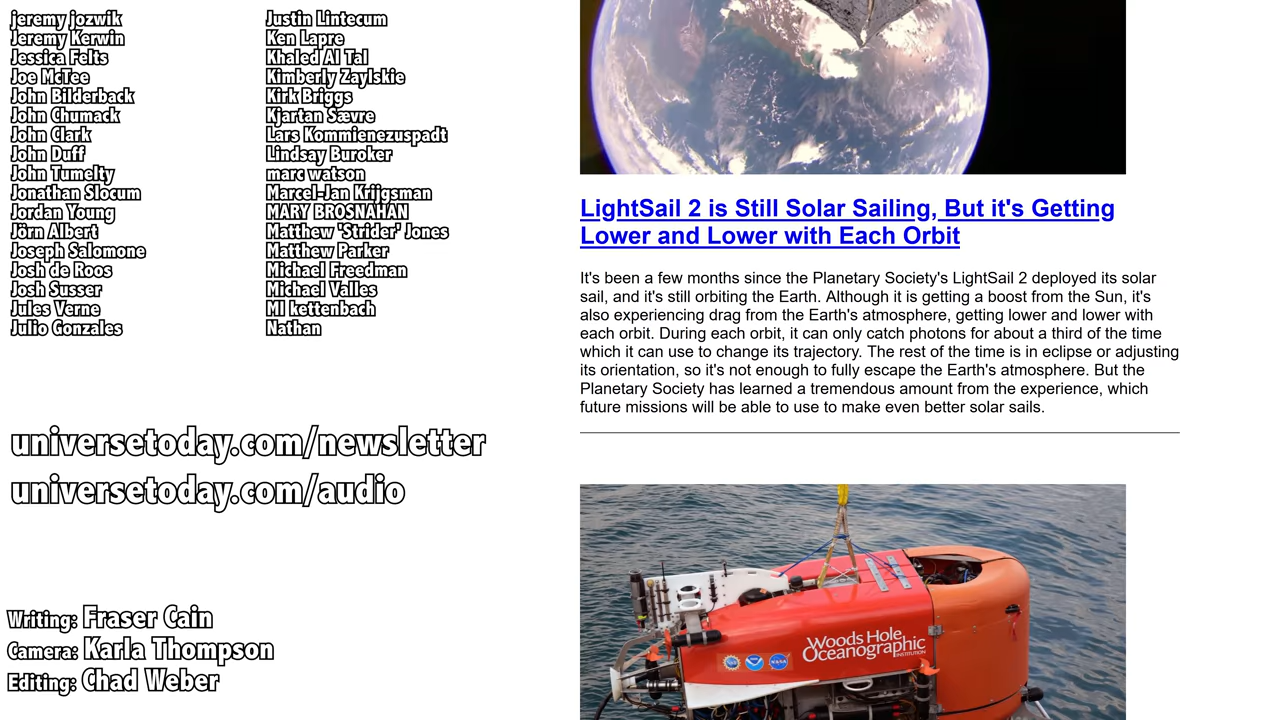 jeremy jozwik
Jeremy Kerwin
Jessica Felts
Joe McTee
John Bilderback
John Chumack
John Clark
John Duff
John Tumelty
Jonathan Slocum
Jordan Young
Jörn Albert
Joseph Salomone
Josh de Roos
Josh Susser
Jules Verne
Julio Gonzales
Justin Lintecum
Ken Lapre
Khaled Al Tal
Kimberly Zaylskie
Kirk Briggs
Kjartan Sævre
Lars Kommienezuspadt
Lindsay Buroker
marc watson
Marcel-Jan Krijgsman
MARY BROSNAHAN
Matthew 'Strider' Jones
Matthew Parker
Michael Freedman
Michael Valles
MI kettenbach
Nathan
universetoday.com/newsletter
universetoday.com/audio
Writing: Fraser Cain
Camera: Karla Thompson
Editing: Chad Weber
LightSail 2 is Still Solar Sailing, But it's Getting
Lower and Lower with Each Orbit
It's been a few months since the Planetary Society's LightSail 2 deployed its solar
sail, and it's still orbiting the Earth. Although it is getting a boost from the Sun, it's
also experiencing drag from the Earth's atmosphere, getting lower and lower with
each orbit. During each orbit, it can only catch photons for about a third of the time
which it can use to change its trajectory. The rest of the time is in eclipse or adjusting
its orientation, so it's not enough to fully escape the Earth's atmosphere. But the
Planetary Society has learned a tremendous amount from the experience, which
future missions will be able to use to make even better solar sails.
Woods Hole
Oceanographic
INSTITUTION
NASA